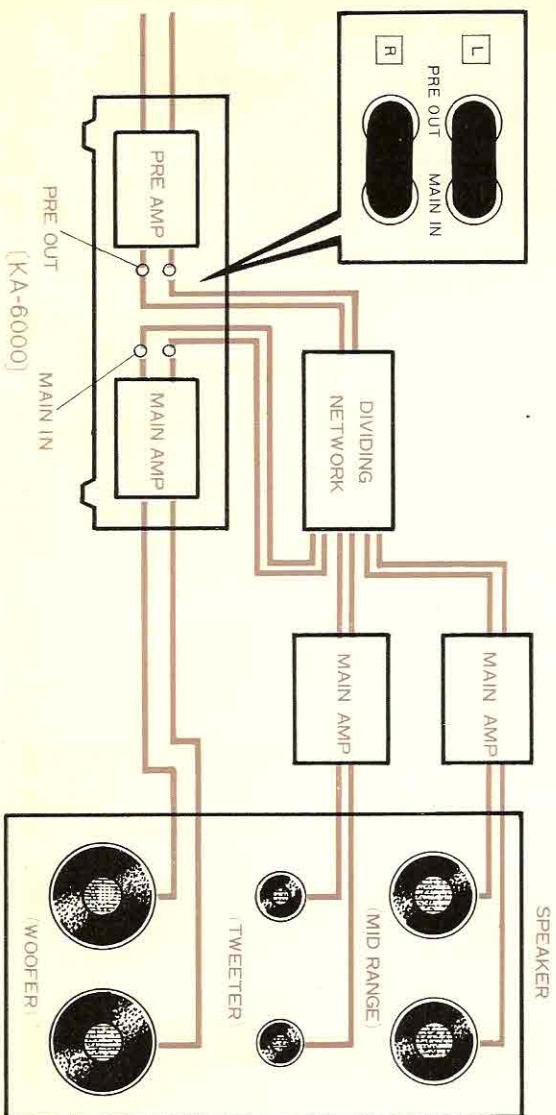 SPEAKER
L
PRE OUT MAIN IN
R
MAIN AMP
DIVIDING
NETWORK
(MID RANGE)
MAIN AMP
(TWEETER
PRE AMP
MAIN AMP
PRE OUT
MAIN IN
(WOOFER)
[KA-6000]